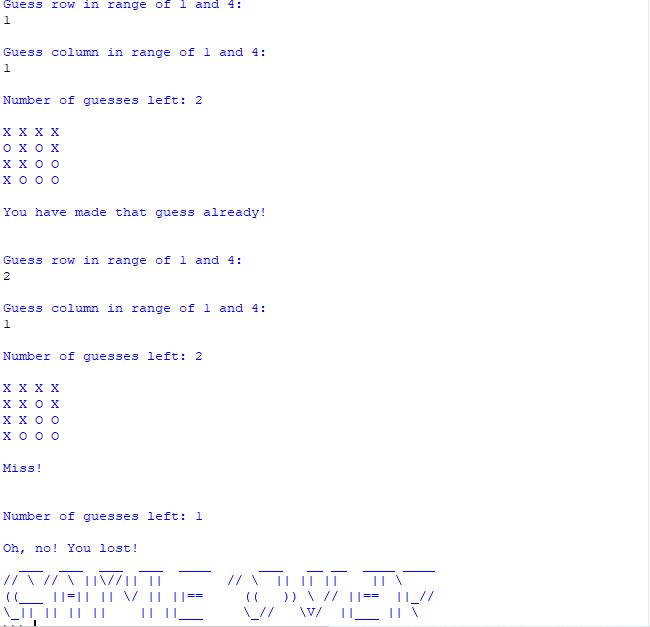 Guess row in range of 1 and 4:
1
Guess column in range of 1 and 4:
1
Number of guesses left: 2
X X X X
O X O X
X X O O
X O O O
You have made that guess already!
Guess row in range of 1 and 4:
2
Guess column in range of 1 and 4:
1
Number of guesses left: 2
X X X X
X X O X
X X O O
X O O O
Miss!
Number of guesses left: 1
Oh, no! You lost!
GAME OVER